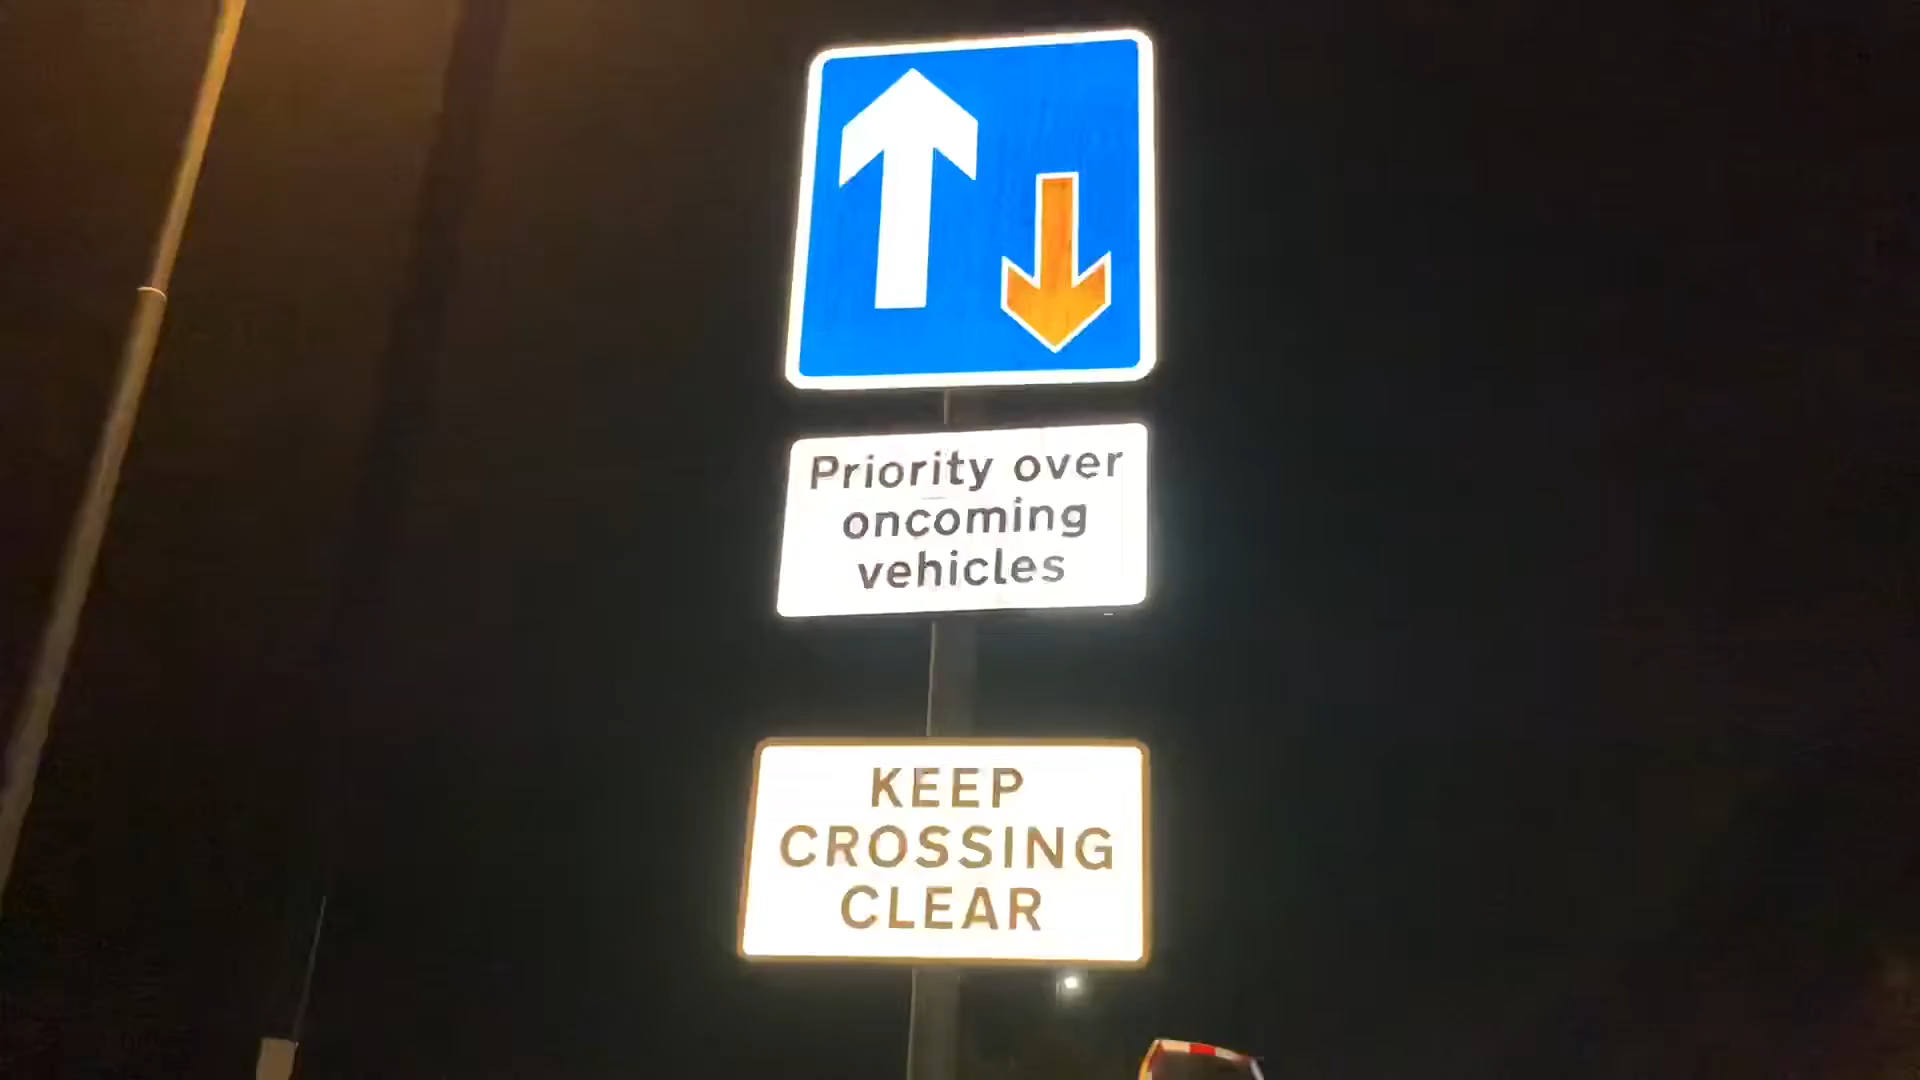 Priority over
oncoming
vehicles
KEEP
CROSSING
CLEAR